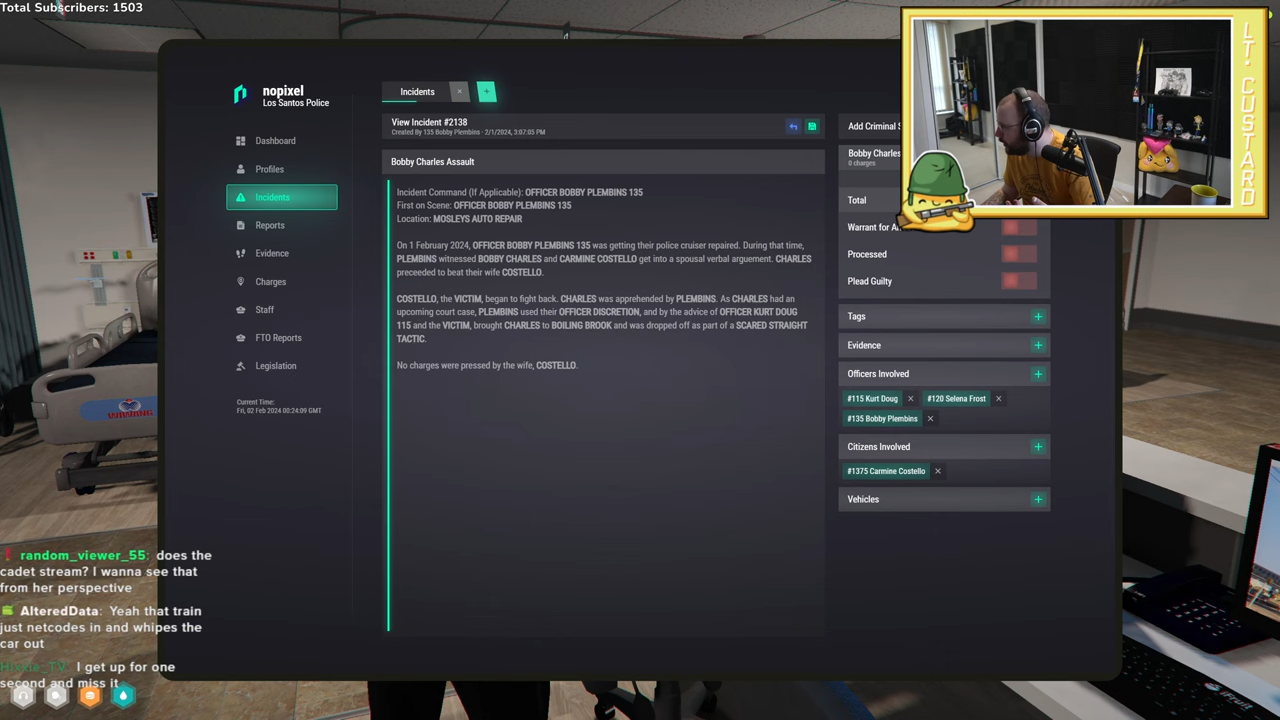 Total Subscribers: 1503
LT. CUSTARD
nopixel
Los Santos Police
Dashboard
Profiles
Incidents
Reports
Evidence
Charges
Staff
FTO Reports
Legislation
Current Time:
Fri, 02 Feb 2024 00:24:09 GMT
Incidents
View Incident #2138
Created By 135 Bobby Plembins - 2/1/2024, 3:07:05 PM
Bobby Charles Assault
Incident Command (If Applicable): OFFICER BOBBY PLEMBINS 135
First on Scene: OFFICER BOBBY PLEMBINS 135
Location: MOSLEYS AUTO REPAIR
On 1 February 2024, OFFICER BOBBY PLEMBINS 135 was getting their police cruiser repaired. During that time,
PLEMBINS witnessed BOBBY CHARLES and CARMINE COSTELLO get into a spousal verbal arguement. CHARLES
preceeded to beat their wife COSTELLO.
COSTELLO, the VICTIM, began to fight back. CHARLES was apprehended by PLEMBINS. As CHARLES had an
upcoming court case, PLEMBINS used their OFFICER DISCRETION, and by the advice of OFFICER KURT DOUG
115 and the VICTIM, brought CHARLES to BOILING BROOK and was dropped off as part of a SCARED STRAIGHT
TACTIC.
No charges were pressed by the wife, COSTELLO.
Add Criminal S
Bobby Charles
0 charges
Total
Warrant for Ar
Processed
Plead Guilty
Tags
Evidence
Officers Involved
#115 Kurt Doug
#120 Selena Frost
#135 Bobby Plembins
Citizens Involved
#1375 Carmine Costello
Vehicles
random_viewer_55: does the
cadet stream? I wanna see that
from her perspective
AlteredData: Yeah that train
just netcodes in and whipes the
car out
I get up for one
second and miss it
iFruit